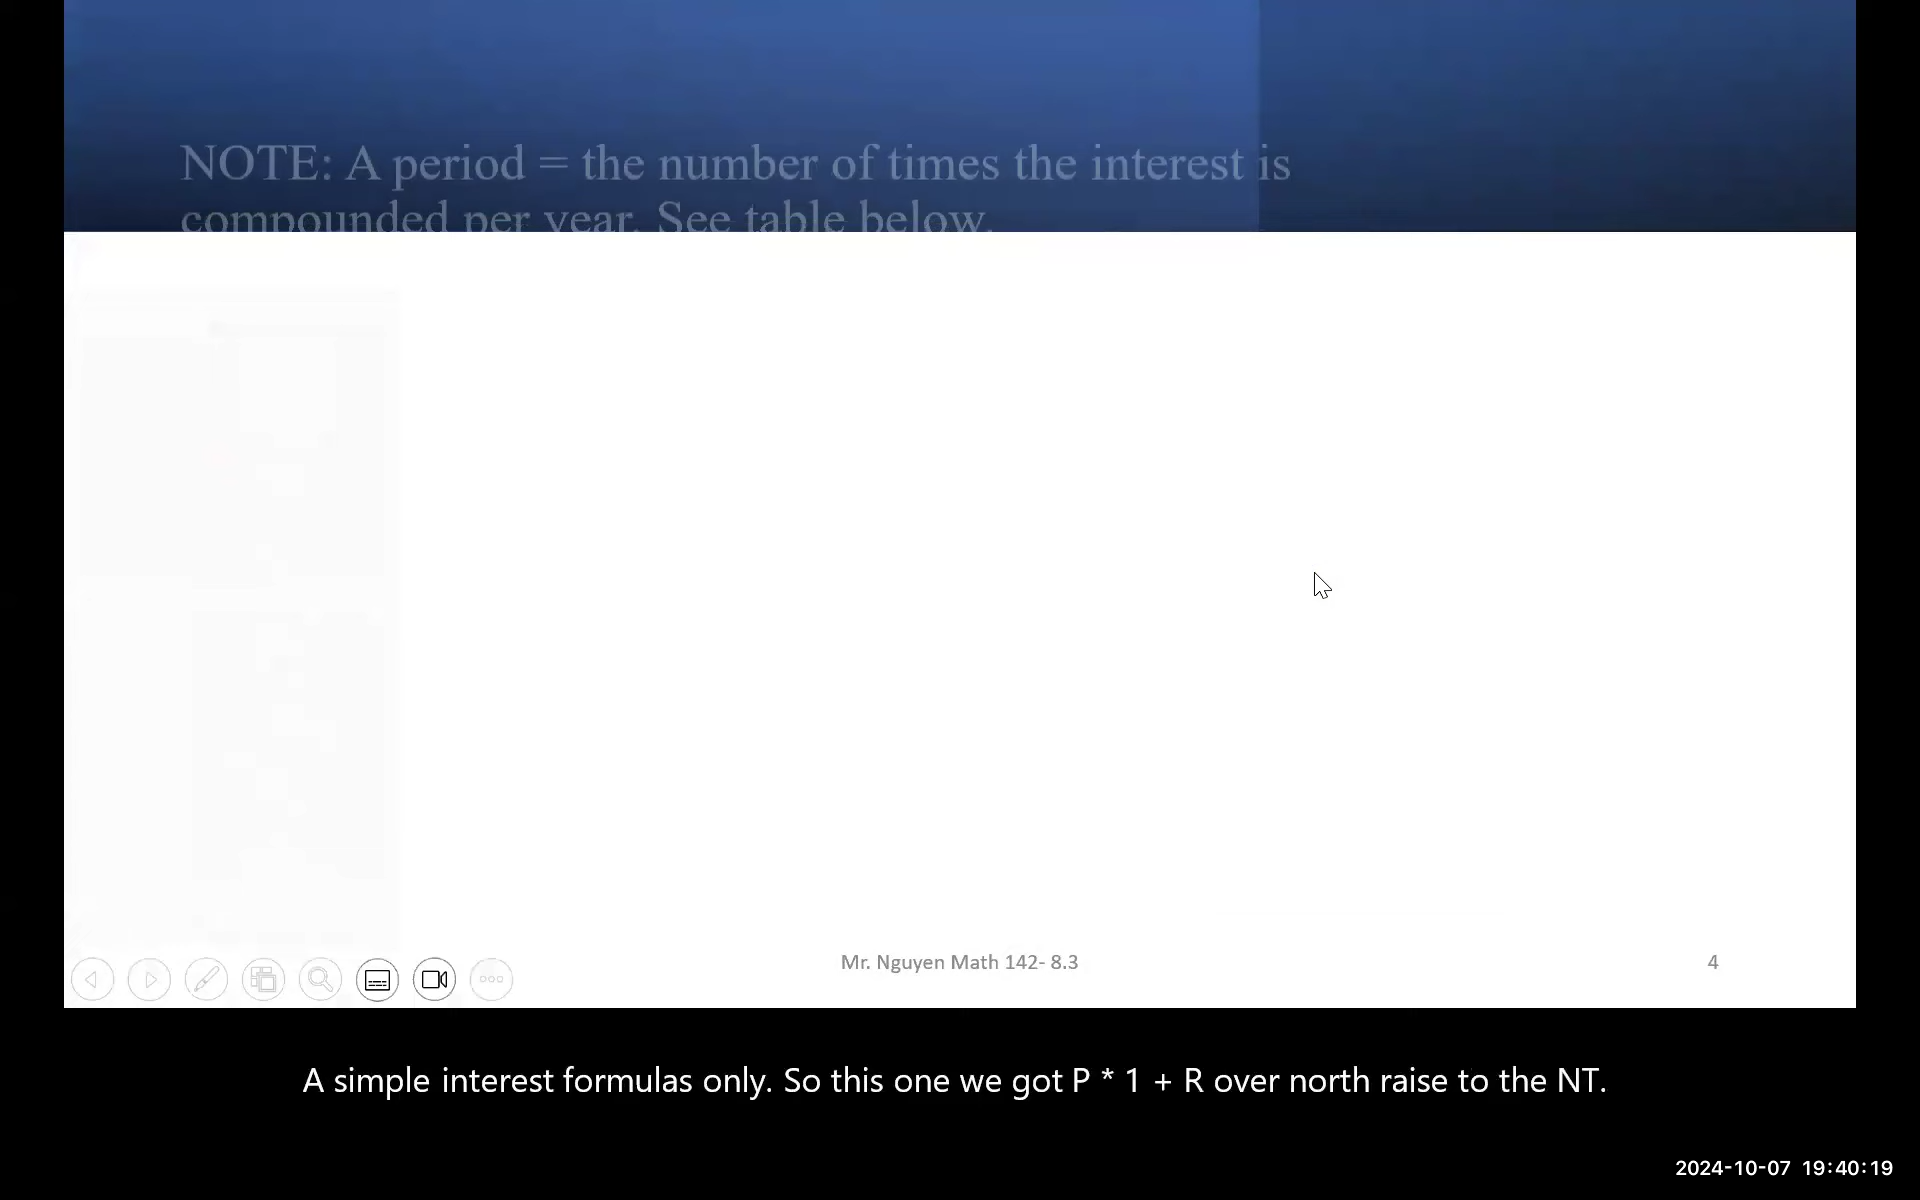 NOTE: A period = the number of times the interest is
compounded per year. See table below.
Mr. Nguyen Math 142- 8.3
4
A simple interest formulas only. So this one we got P * 1 + R over north raise to the NT.
2024-10-07 19:40:19